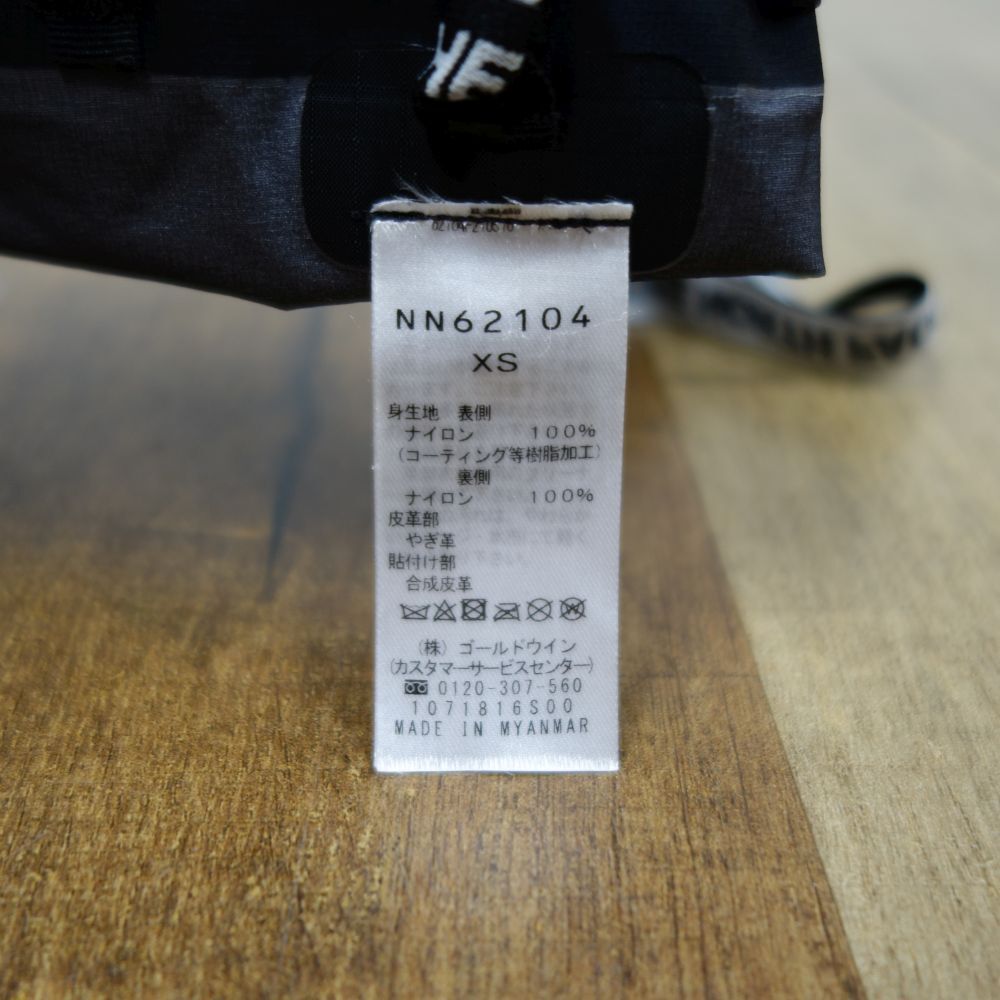 NN62104
XS
身生地 表側
ナイロン 100%
(コーティング等樹脂加工)
裏側
ナイロン 100%
皮革部
やぎ革
貼付け部
合成皮革
(株) ゴールドウイン
(カスタマーサービスセンター)
0120-307-560
1071816S00
MADE IN MYANMAR